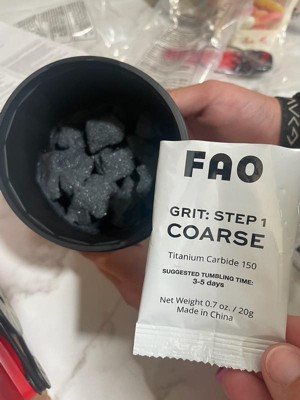 FAO
GRIT: STEP 1
COARSE
Titanium Carbide 150
SUGGESTED TUMBLING TIME:
3-5 days
Net Weight 0.7 oz. / 20g
Made in China